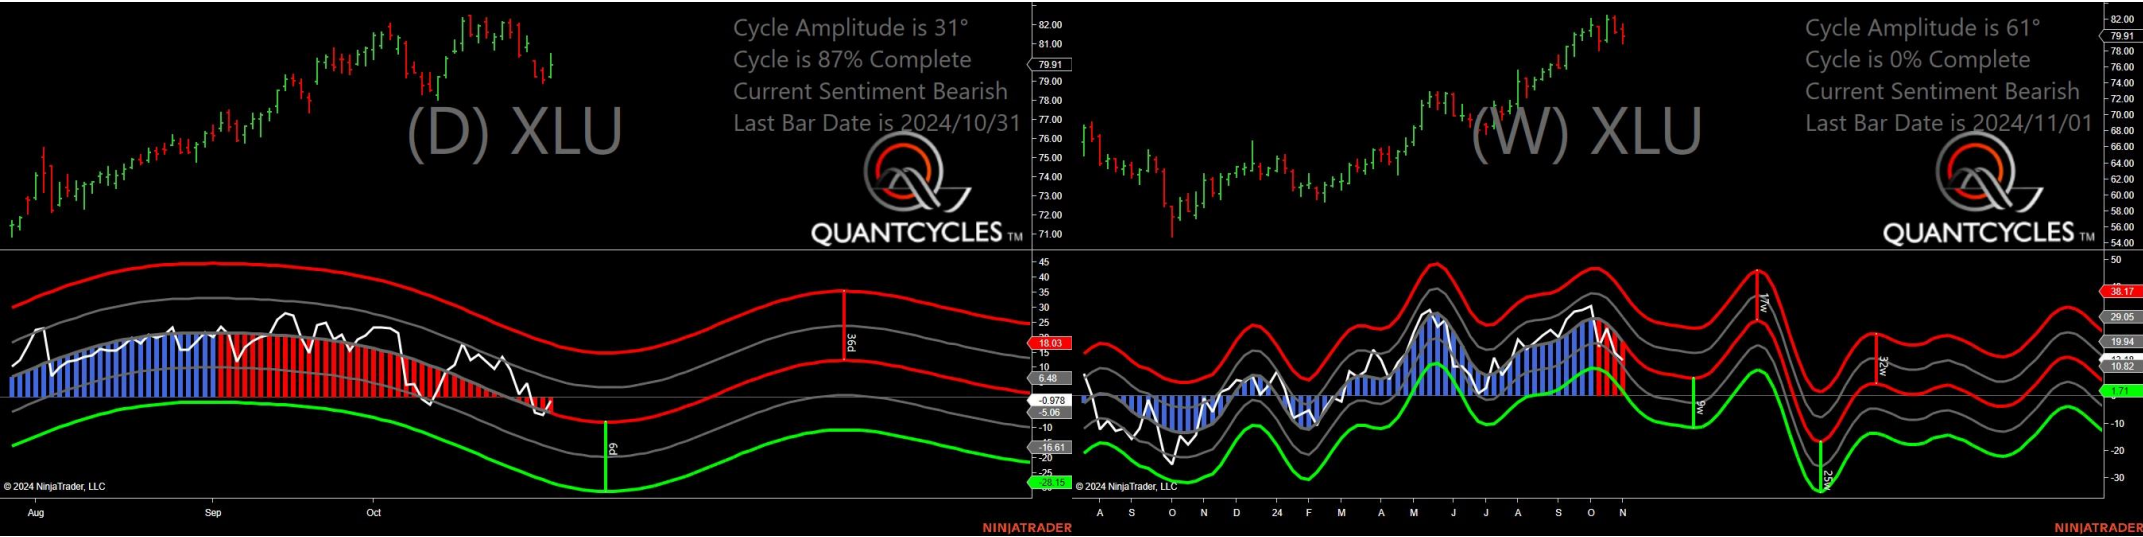 Cycle Amplitude is 31°
Cycle is 87% Complete
Current Sentiment Bearish
Last Bar Date is 2024/10/31
(D) XLU
QUANTCYCLES TM
82.00
81.00
79.91
79.00
78.00
77.00
76.00
75.00
74.00
73.00
72.00
71.00
45
40
35
30
25
18.03
15
10
6.48
-0.978
-5.06
-10
-16.61
-20
-25
-28.15
36d
6d
© 2024 NinjaTrader, LLC
Aug
Sep
Oct
NINJATRADER
Cycle Amplitude is 61°
Cycle is 0% Complete
Current Sentiment Bearish
Last Bar Date is 2024/11/01
(W) XLU
QUANTCYCLES TM
82.00
79.91
78.00
76.00
74.00
72.00
70.00
68.00
66.00
64.00
62.00
60.00
58.00
56.00
54.00
50
38.17
29.05
19.94
10.82
1.71
-10
-20
-30
17w
32w
9w
25w
© 2024 NinjaTrader, LLC
A S O N D 24 F M A M J J A S O N
NINJATRADER